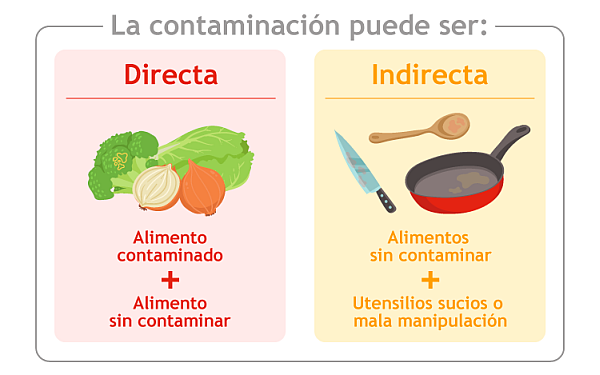 La contaminación puede ser:
Directa
Alimento
contaminado
+
Alimento
sin contaminar
Indirecta
Alimentos
sin contaminar
+
Utensilios sucios o
mala manipulación